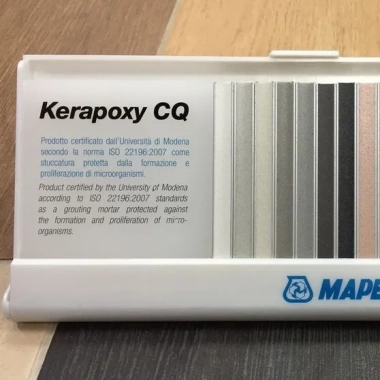 Kerapoxy CQ
Prodotto certificato dall'Università di Modena
secondo la norma ISO 22196:2007 come
stuccatura protetta dalla formazione e
proliferazione di microorganismi.
Product certified by the University of Modena
according to ISO 22196:2007 standards
as a grouting mortar protected against
the formation and proliferation of micro-
organisms.
MAPE